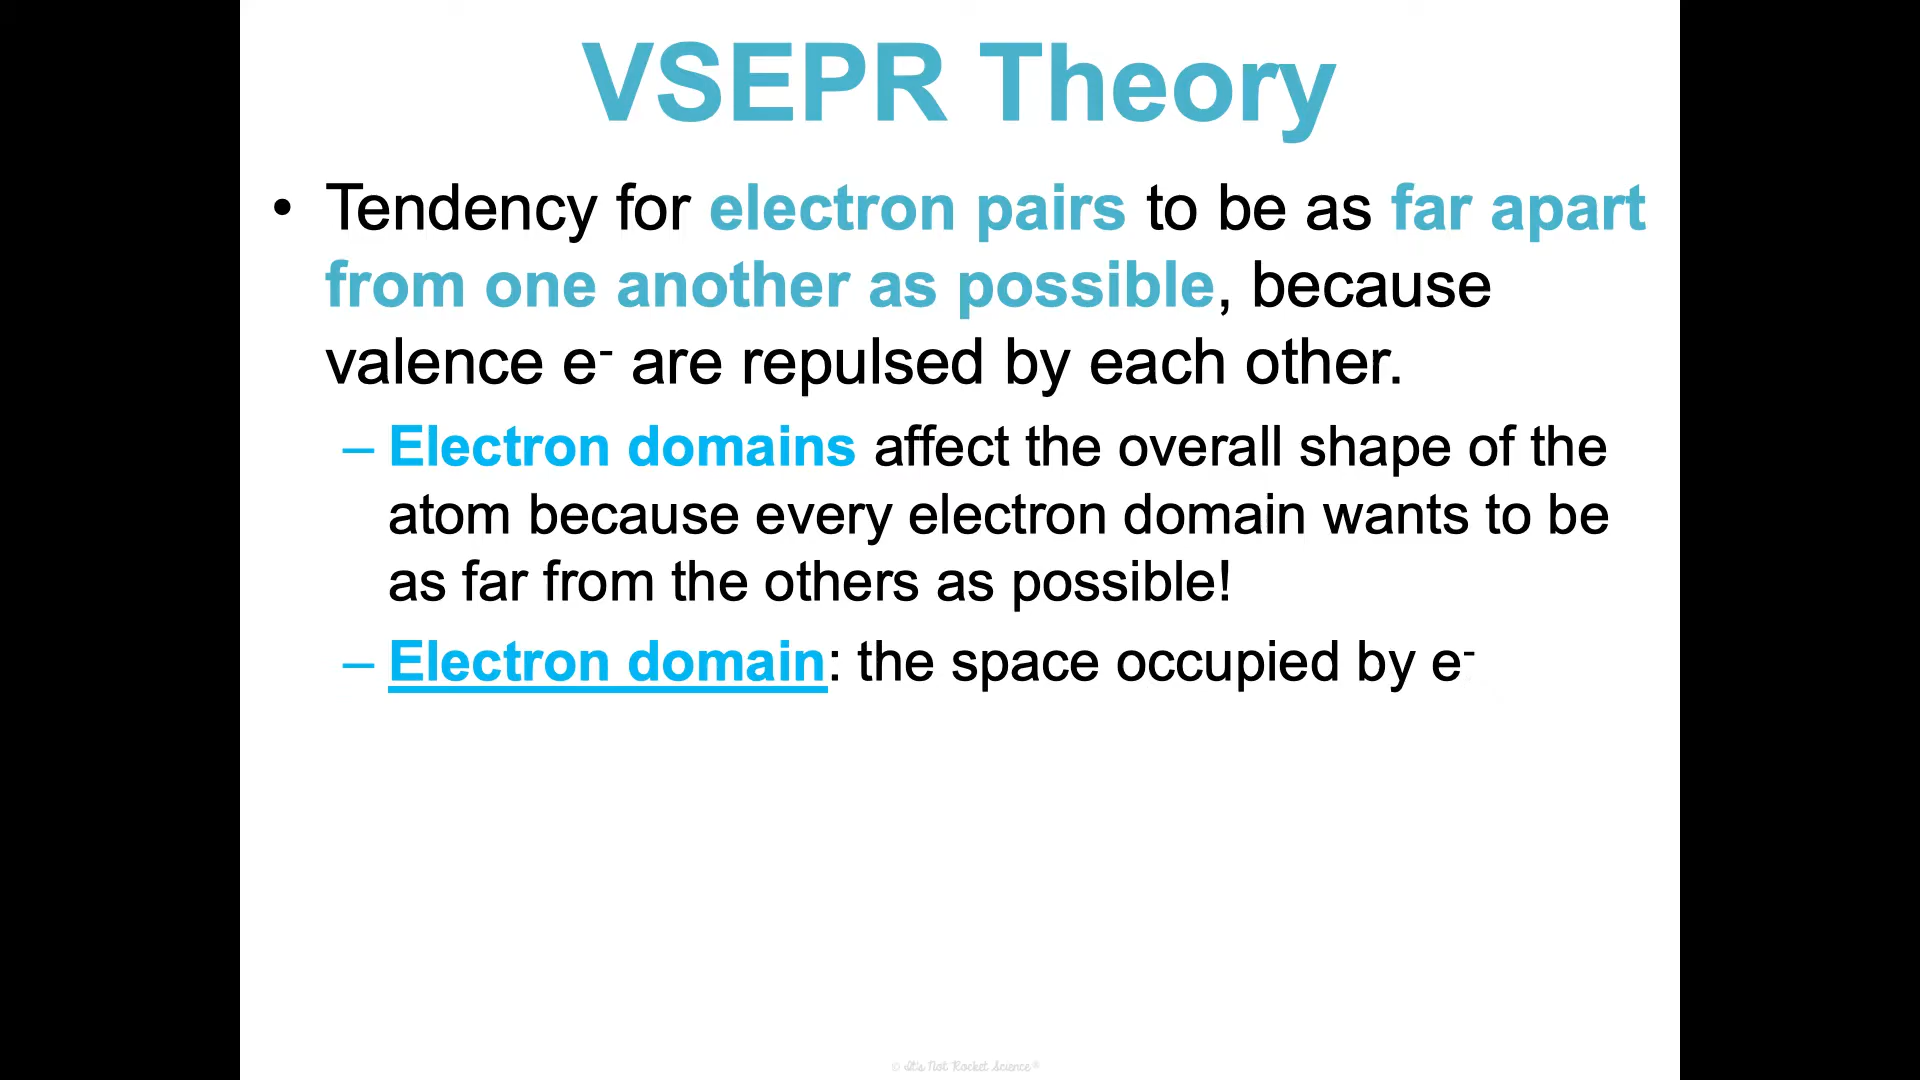 VSEPR Theory
• Tendency for electron pairs to be as far apart
from one another as possible, because
valence e⁻ are repulsed by each other.
– Electron domains affect the overall shape of the
atom because every electron domain wants to be
as far from the others as possible!
– Electron domain: the space occupied by e⁻
© It's Not Rocket Science®